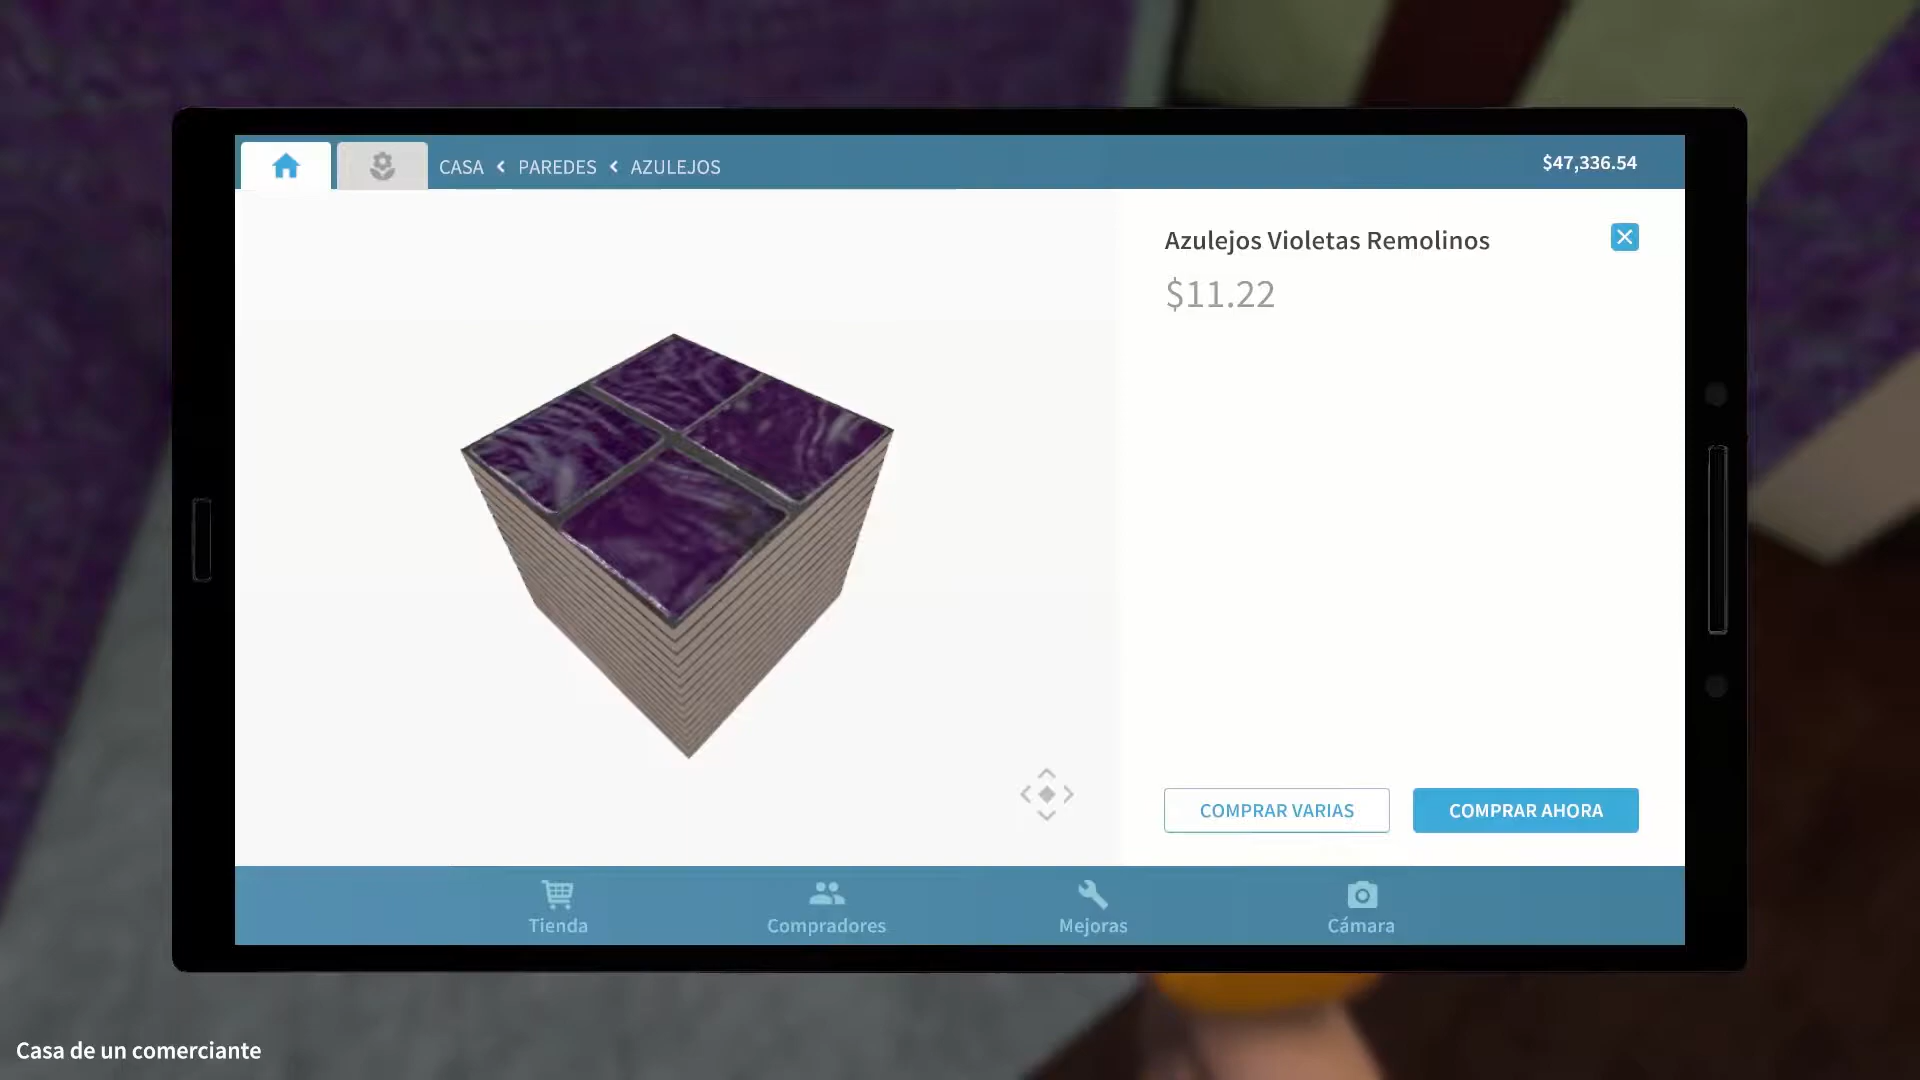 CASA < PAREDES < AZULEJOS
$47,336.54
Azulejos Violetas Remolinos
$11.22
COMPRAR VARIAS
COMPRAR AHORA
Tienda
Compradores
Mejoras
Cámara
Casa de un comerciante